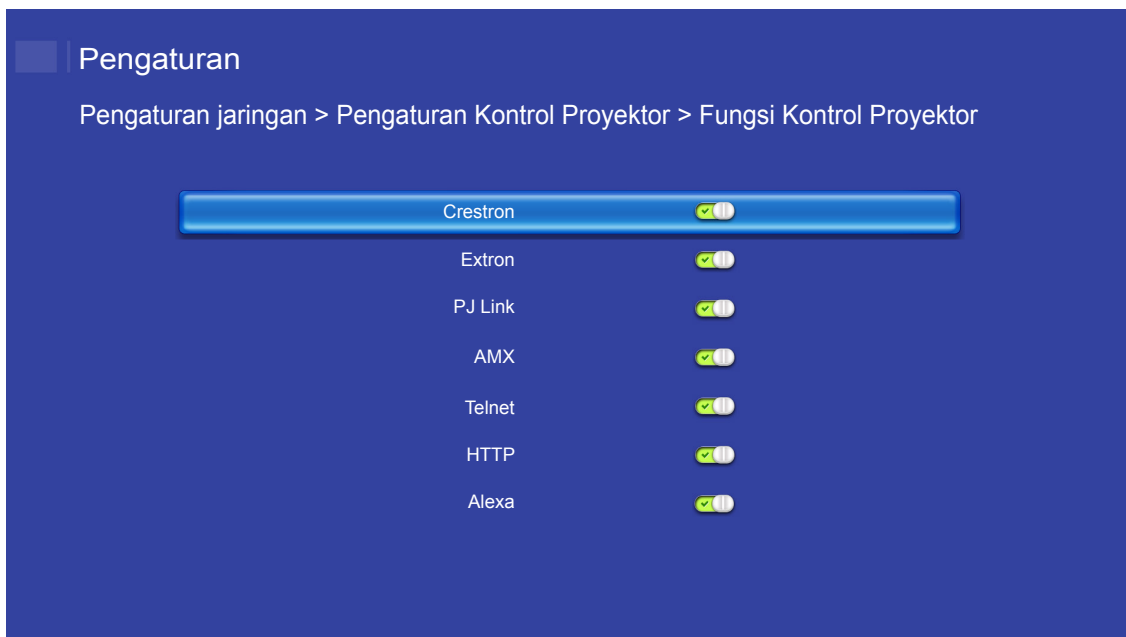 Pengaturan
Pengaturan jaringan > Pengaturan Kontrol Proyektor > Fungsi Kontrol Proyektor
Crestron
Extron
PJ Link
AMX
Telnet
HTTP
Alexa